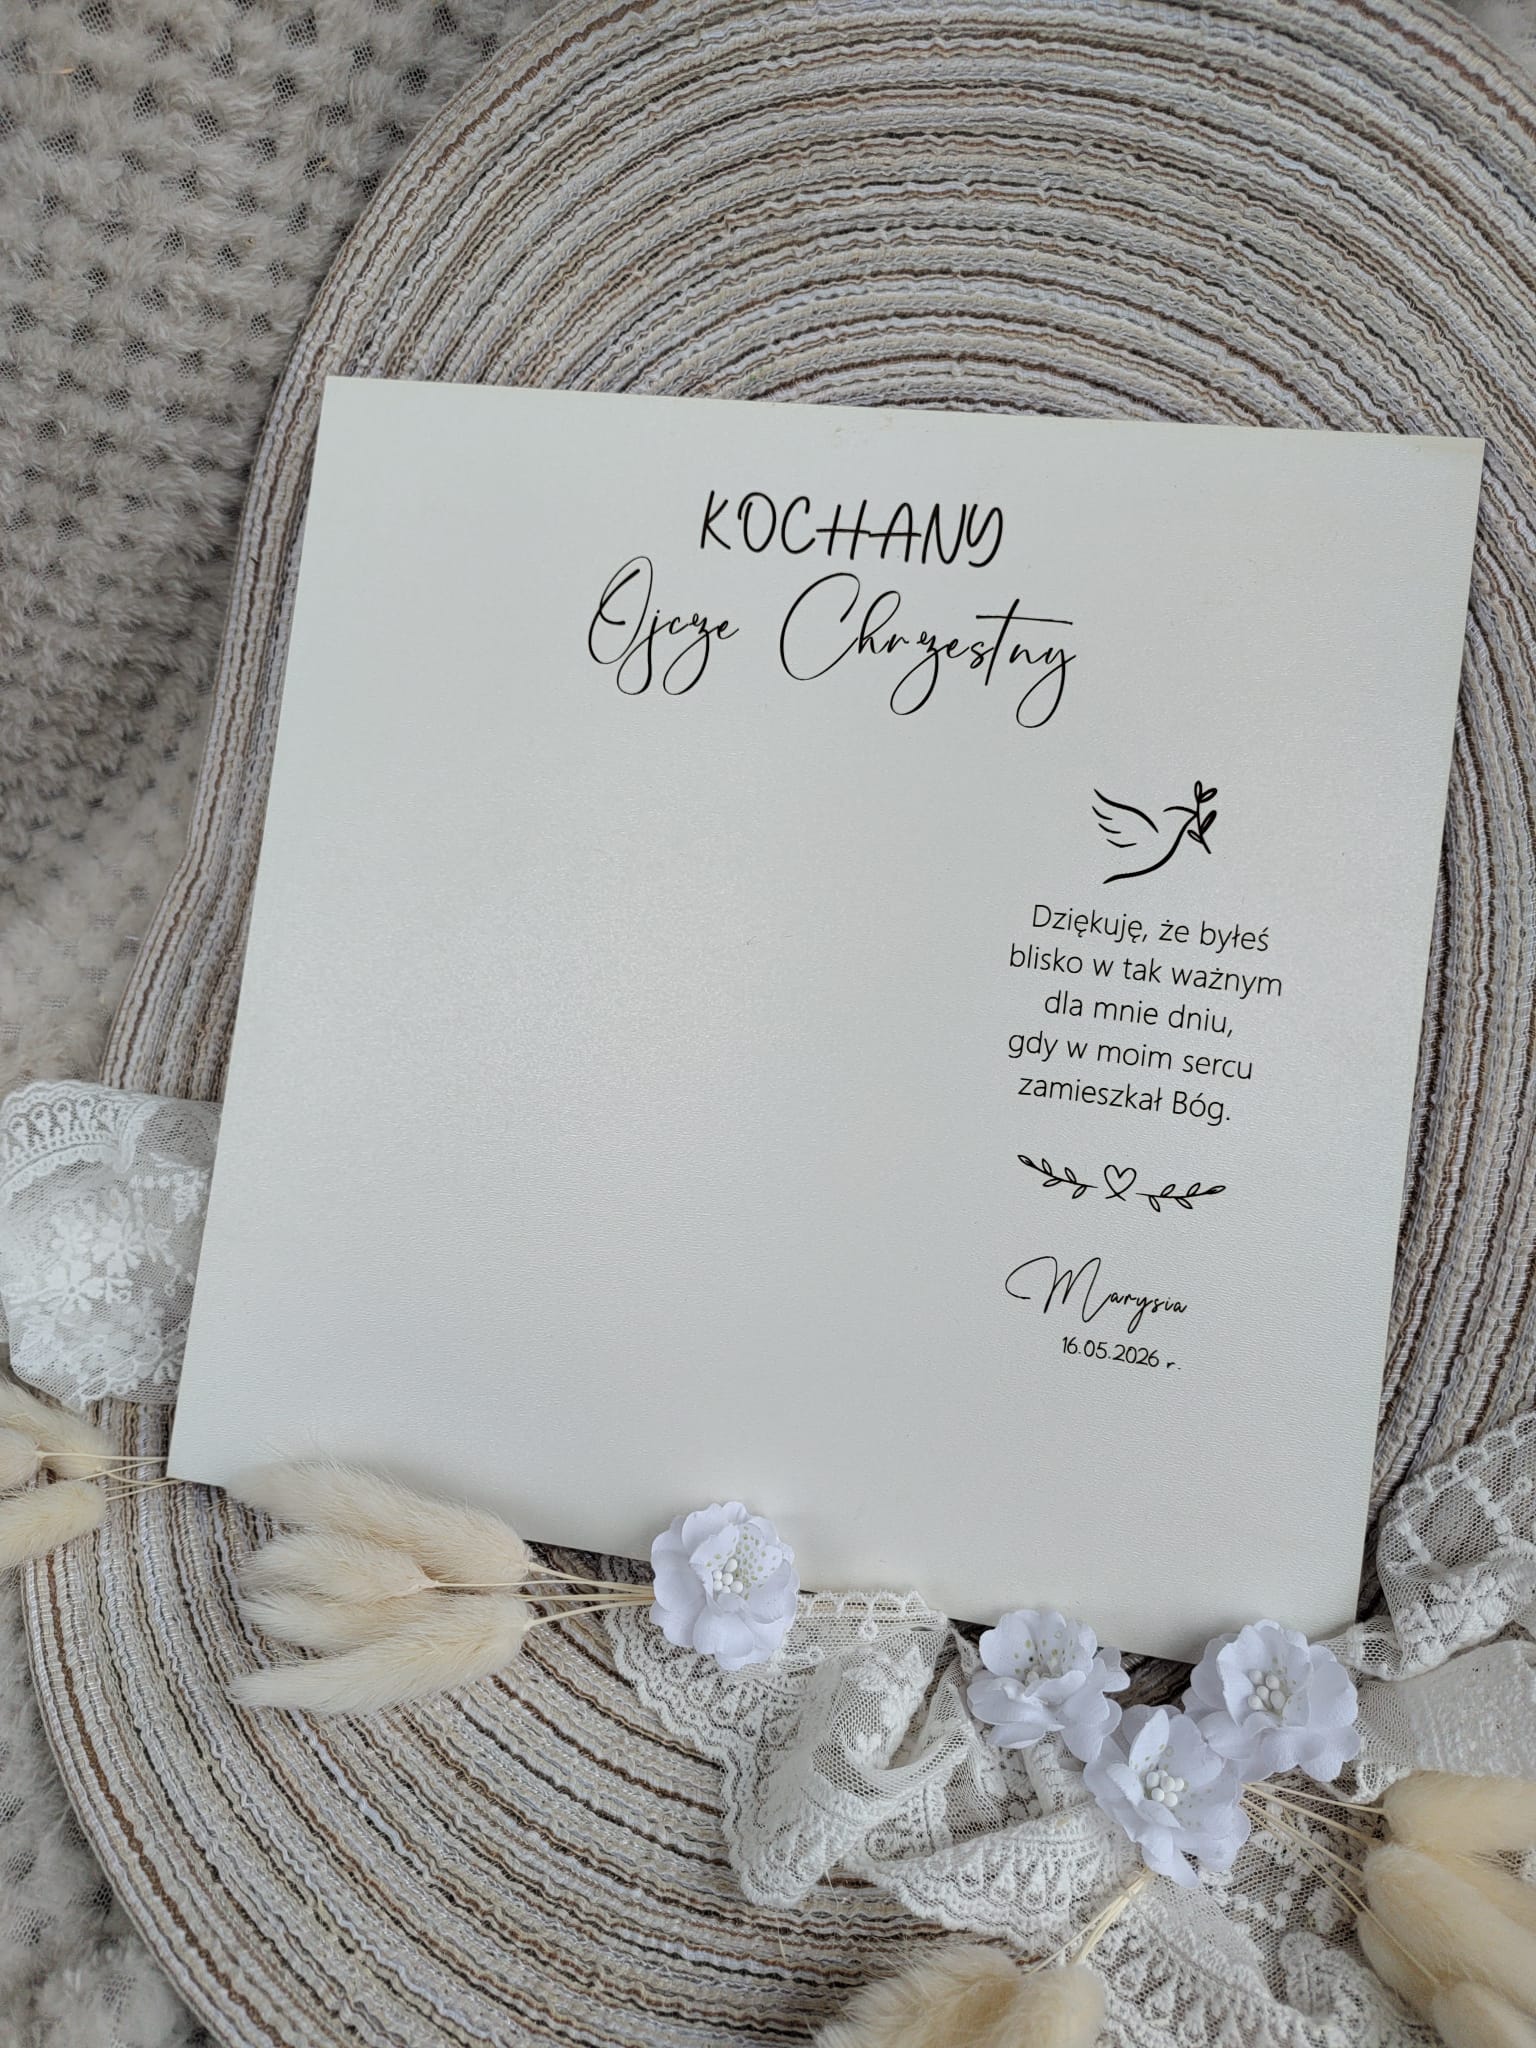 KOCHANY
Ojcze Chrzestny
Dziękuję, że byłeś
blisko w tak ważnym
dla mnie dniu,
gdy w moim sercu
zamieszkał Bóg.
Marysia
16.05.2026 r.